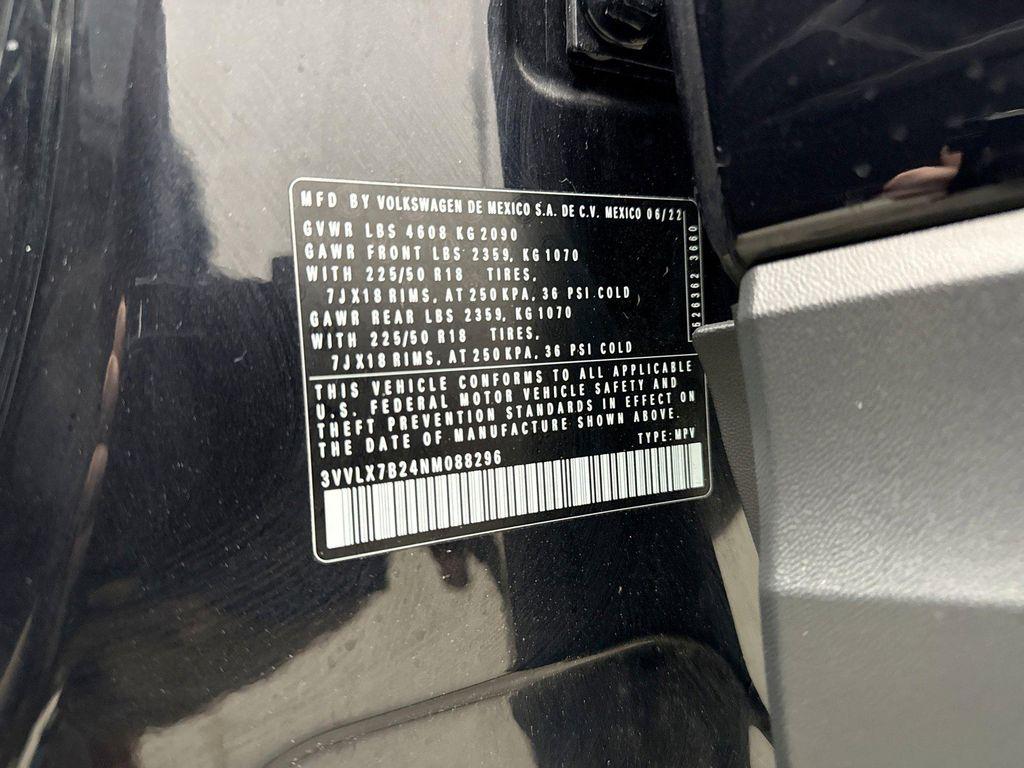 MFD BY VOLKSWAGEN DE MEXICO S.A. DE C.V. MEXICO 06/22
GVWR LBS 4608 KG 2090
GAWR FRONT LBS 2359, KG 1070
WITH 225/50 R18 TIRES,
7JX18 RIMS, AT 250 KPA, 36 PSI COLD
GAWR REAR LBS 2359, KG 1070
WITH 225/50 R18 TIRES,
7JX18 RIMS, AT 250 KPA, 36 PSI COLD
626362 3660
THIS VEHICLE CONFORMS TO ALL APPLICABLE
U.S. FEDERAL MOTOR VEHICLE SAFETY AND
THEFT PREVENTION STANDARDS IN EFFECT ON
THE DATE OF MANUFACTURE SHOWN ABOVE.
TYPE: MPV
3VVLX7B24NM088296